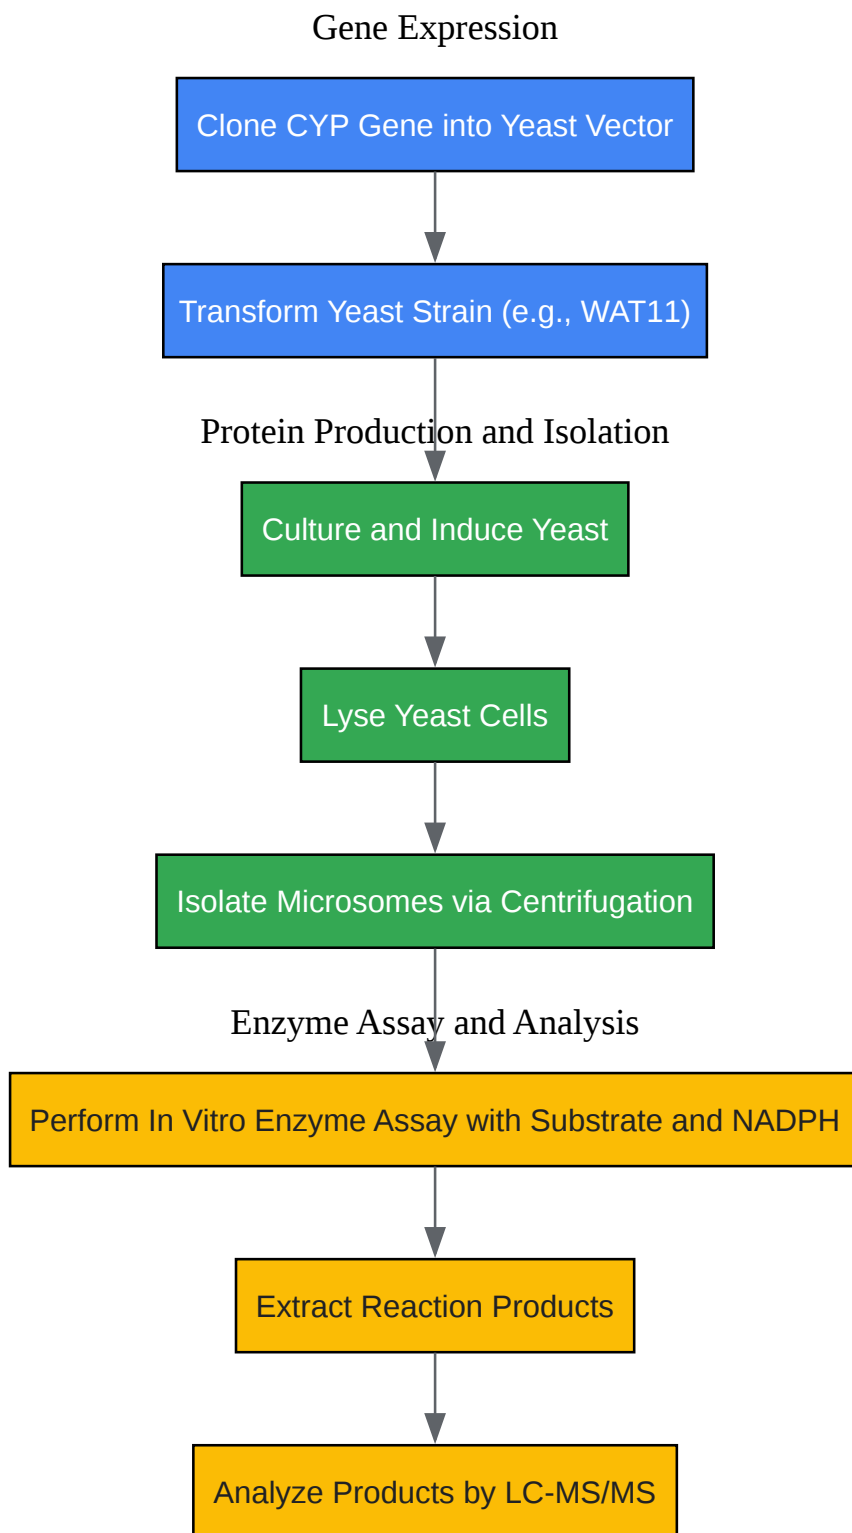 Gene Expression
Clone CYP Gene into Yeast Vector
Transform Yeast Strain (e.g., WAT11)
Protein Production and Isolation
Culture and Induce Yeast
Lyse Yeast Cells
Isolate Microsomes via Centrifugation
Enzyme Assay and Analysis
Perform In Vitro Enzyme Assay with Substrate and NADPH
Extract Reaction Products
Analyze Products by LC-MS/MS